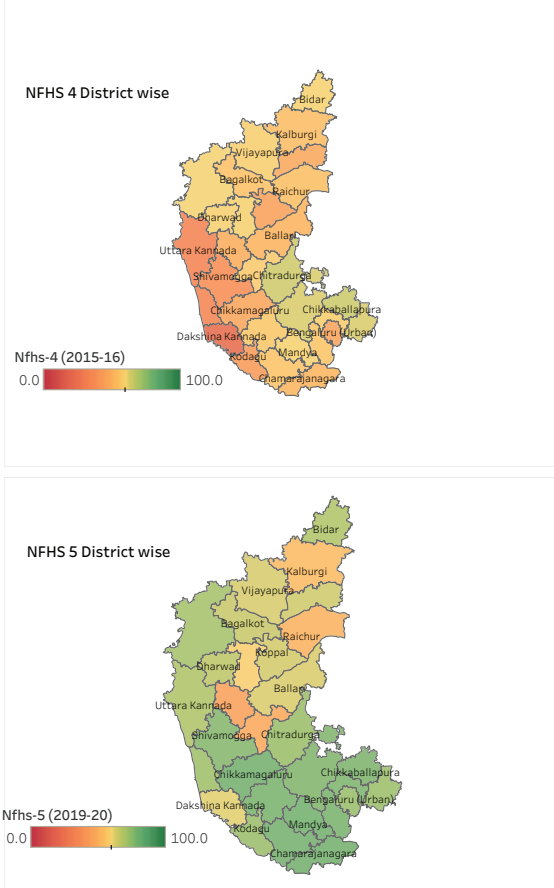 NFHS 4 District wise
Bidar
Kalburgi
Vijayapura
Bagalkot
Raichur
Dharwad
Ballari
Uttara Kannada
Shivamogga
Chitradurga
Chikkamagaluru
Chikkaballapura
Dakshina Kannada
Bengaluru (Urban)
Kodagu
Mandya
Chamarajanagara
Nfhs-4 (2015-16)
0.0
100.0
NFHS 5 District wise
Bidar
Kalburgi
Vijayapura
Bagalkot
Raichur
Koppal
Dharwad
Ballari
Uttara Kannada
Shivamogga
Chitradurga
Chikkamagaluru
Chikkaballapura
Dakshina Kannada
Bengaluru (Urban)
Kodagu
Mandya
Chamarajanagara
Nfhs-5 (2019-20)
0.0
100.0